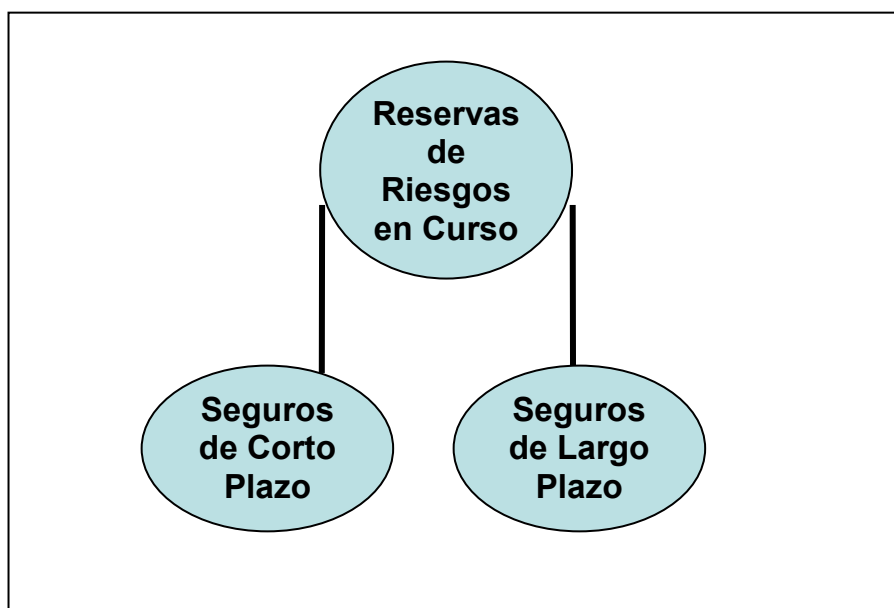 Reservas
de
Riesgos
en Curso
Seguros
de Corto
Plazo
Seguros
de Largo
Plazo